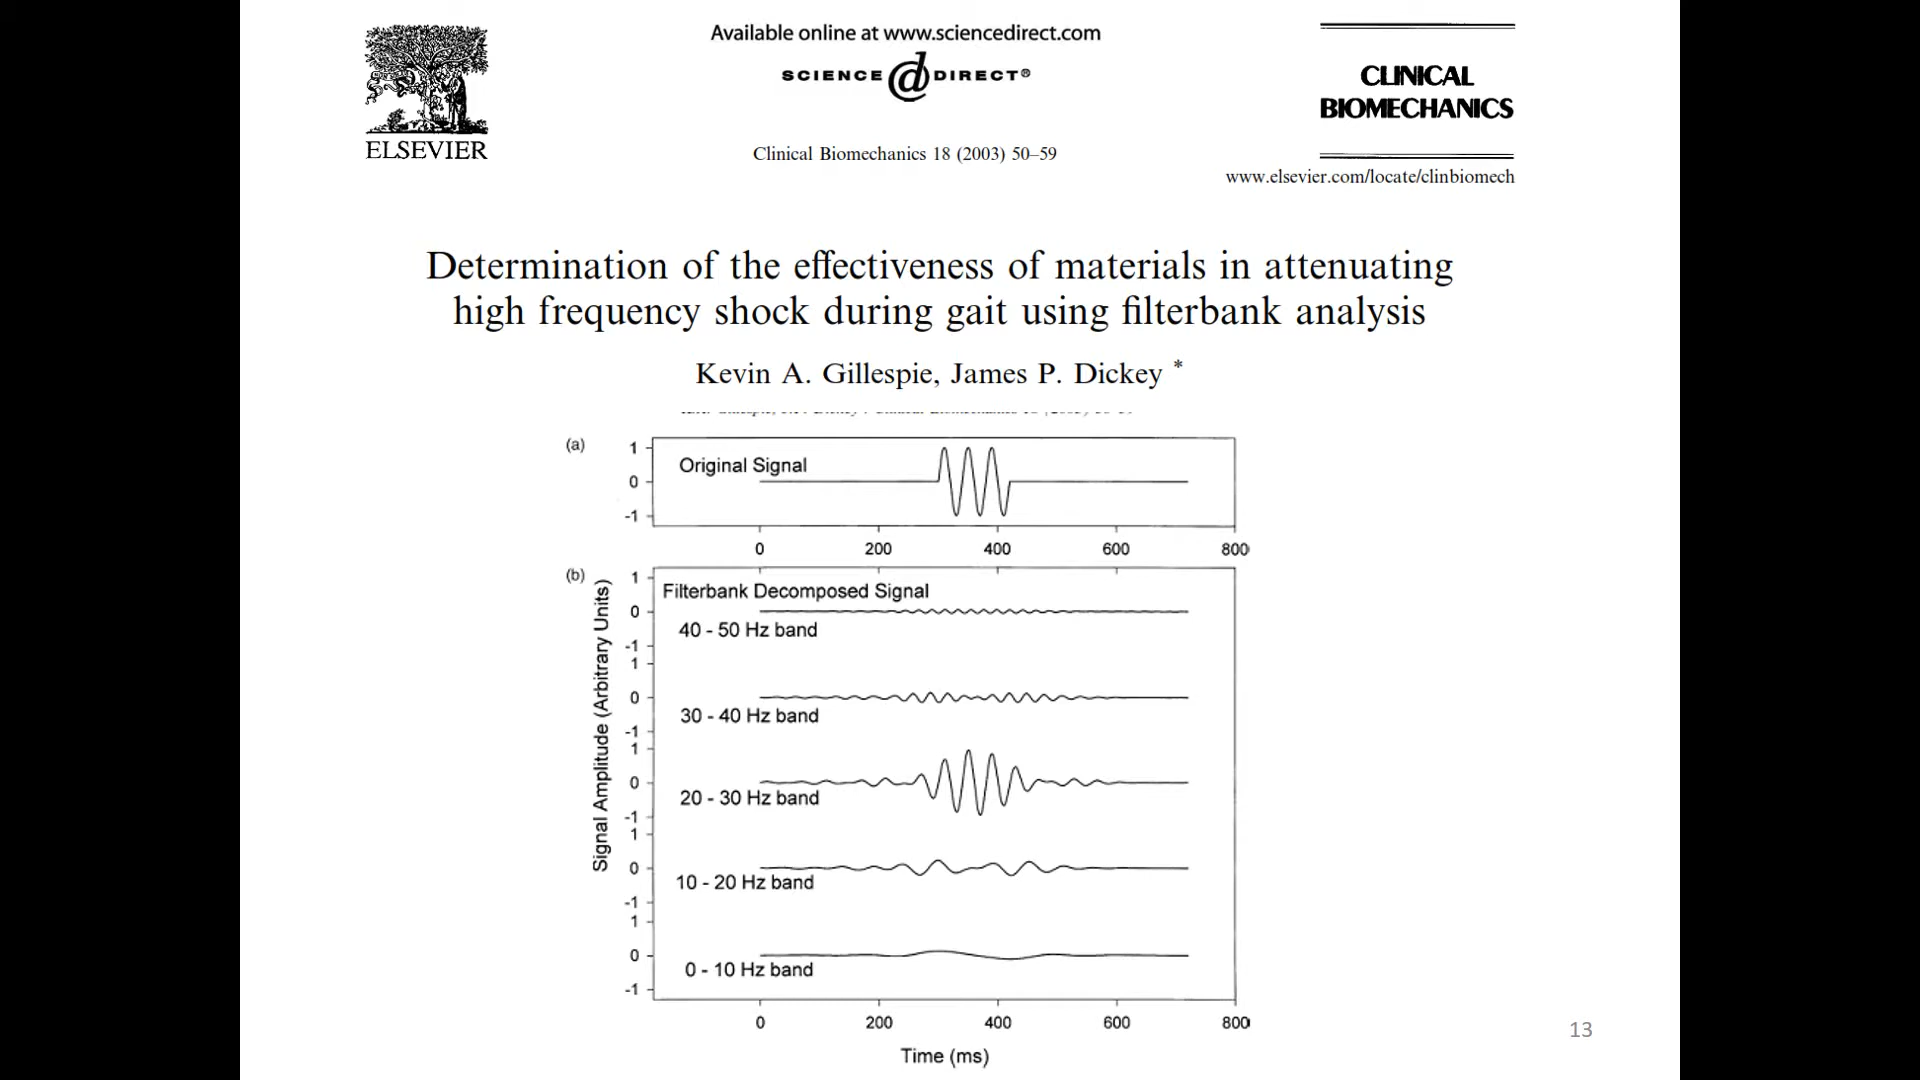 Available online at www.sciencedirect.com
SCIENCE @ DIRECT®
ELSEVIER
CLINICAL
BIOMECHANICS
Clinical Biomechanics 18 (2003) 50–59
www.elsevier.com/locate/clinbiomech
Determination of the effectiveness of materials in attenuating
high frequency shock during gait using filterbank analysis
Kevin A. Gillespie, James P. Dickey *
(a)
1
Original Signal
0
-1
0 200 400 600 800
(b)
Signal Amplitude (Arbitrary Units)
1
Filterbank Decomposed Signal
0
40 - 50 Hz band
-1
1
0
30 - 40 Hz band
-1
1
0
20 - 30 Hz band
-1
1
0
10 - 20 Hz band
-1
1
0
0 - 10 Hz band
-1
0 200 400 600 800
Time (ms)
13